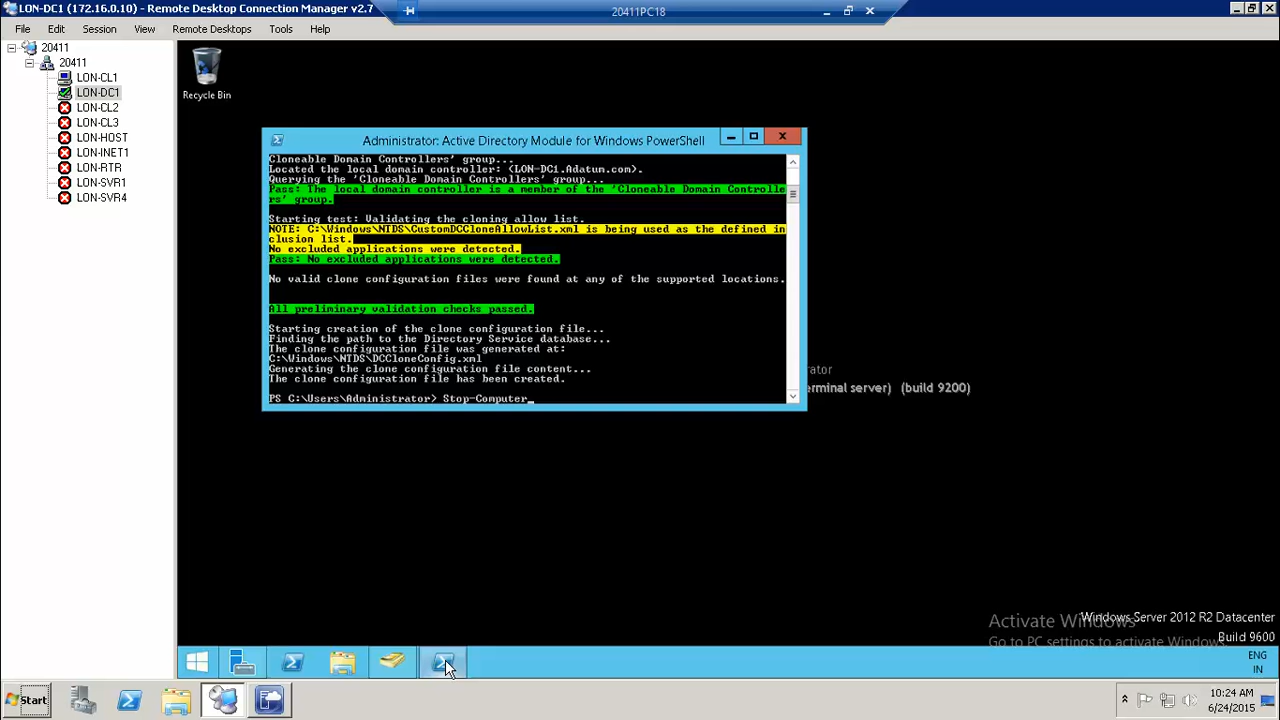 LON-DC1 (172.16.0.10) - Remote Desktop Connection Manager v2.7
20411PC18
File Edit Session View Remote Desktops Tools Help
20411
20411
LON-CL1
LON-DC1
LON-CL2
LON-CL3
LON-HOST
LON-INET1
LON-RTR
LON-SVR1
LON-SVR4
Recycle Bin
Administrator: Active Directory Module for Windows PowerShell
Cloneable Domain Controllers' group...
Located the local domain controller: (LON-DC1.Adatum.com).
Querying the 'Cloneable Domain Controllers' group...
Pass: The local domain controller is a member of the 'Cloneable Domain Controlle
rs' group.
Starting test: Validating the cloning allow list.
NOTE: C:\Windows\NTDS\CustomDCCloneAllowList.xml is being used as the defined in
clusion list.
No excluded applications were detected.
Pass: No excluded applications were detected.
No valid clone configuration files were found at any of the supported locations.
All preliminary validation checks passed.
Starting creation of the clone configuration file...
Finding the path to the Directory Service database...
The clone configuration file was generated at:
C:\Windows\NTDS\DCCloneConfig.xml
Generating the clone configuration file content...
The clone configuration file has been created.
PS C:\Users\Administrator> Stop-Computer_
rator
erminal server) (build 9200)
Activate Windows
Go to PC settings to activate Windows.
Windows Server 2012 R2 Datacenter
Build 9600
ENG
IN
Start
10:24 AM
6/24/2015